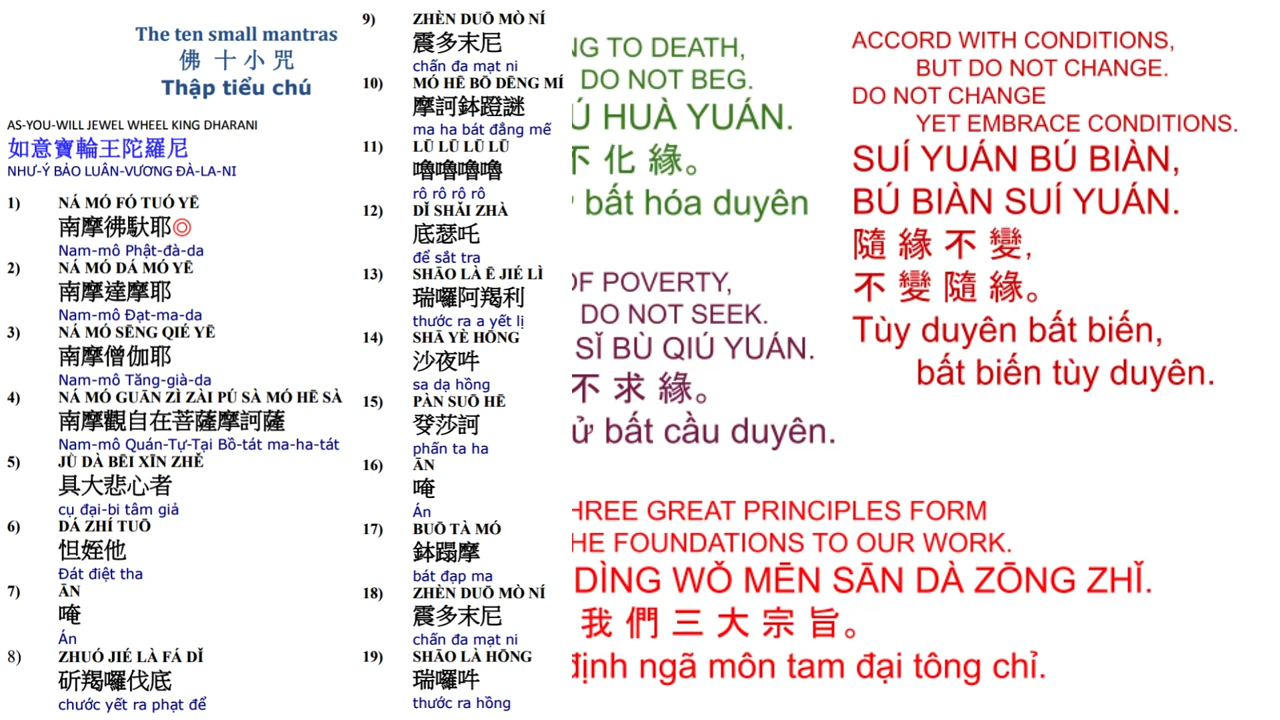 The ten small mantras
佛 十 小 咒
Thập tiểu chú
AS-YOU-WILL JEWEL WHEEL KING DHARANI
如意寶輪王陀羅尼
NHƯ-Ý BẢO LUÂN-VƯƠNG ĐÀ-LA-NI
1) NÁ MÓ FÓ TUÓ YĒ
南摩彿馱耶◎
Nam-mô Phật-đà-da
2) NÁ MÓ DÁ MÓ YĒ
南摩達摩耶
Nam-mô Đạt-ma-da
3) NÁ MÓ SĒNG QIÉ YĒ
南摩僧伽耶
Nam-mô Tăng-già-da
4) NÁ MÓ GUĀN ZÌ ZÀI PÚ SÀ MÓ HĒ SÀ
南摩觀自在菩薩摩訶薩
Nam-mô Quán-Tự-Tại Bồ-tát ma-ha-tát
5) JÙ DÀ BĒI XĪN ZHĚ
具大悲心者
cụ đại-bi tâm giả
6) DÁ ZHÍ TUŌ
怛姪他
Đát điệt tha
7) ĀN
唵
Án
8) ZHUÓ JIÉ LÀ FÁ DǏ
斫羯囉伐底
chước yết ra phạt để
9) ZHÈN DUŌ MÒ NÍ
震多末尼
chấn đa mạt ni
10) MÓ HĒ BŌ DĒNG MÍ
摩訶鉢蹬謎
ma ha bát đẳng mế
11) LŪ LŪ LŪ LŪ
嚕嚕嚕嚕
rô rô rô rô
12) DǏ SHǍI ZHÀ
底瑟吒
để sắt tra
13) SHĀO LÀ Ē JIÉ LÌ
瑞囉阿羯利
thước ra a yết lị
14) SHĀ YÈ HŌNG
沙夜吽
sa dạ hồng
15) PÀN SUŌ HĒ
癹莎訶
phấn ta ha
16) ĀN
唵
Án
17) BUŌ TÀ MÓ
鉢蹋摩
bát đạp ma
18) ZHÈN DUŌ MÒ NÍ
震多末尼
chấn đa mạt ni
19) SHĀO LÀ HŌNG
瑞囉吽
thước ra hồng
NG TO DEATH,
DO NOT BEG.
Ú HUÀ YUÁN.
不 化 緣。
bất hóa duyên
OF POVERTY,
DO NOT SEEK.
SǏ BÙ QIÚ YUÁN.
不 求 緣。
ử bất cầu duyên.
ACCORD WITH CONDITIONS,
BUT DO NOT CHANGE.
DO NOT CHANGE
YET EMBRACE CONDITIONS.
SUÍ YUÁN BÚ BIÀN,
BÚ BIÀN SUÍ YUÁN.
隨 緣 不 變,
不 變 隨 緣。
Tùy duyên bất biến,
bất biến tùy duyên.
HREE GREAT PRINCIPLES FORM
HE FOUNDATIONS TO OUR WORK.
DÌNG WǑ MĒN SĀN DÀ ZŌNG ZHǏ.
我 們 三 大 宗 旨。
định ngã môn tam đại tông chỉ.